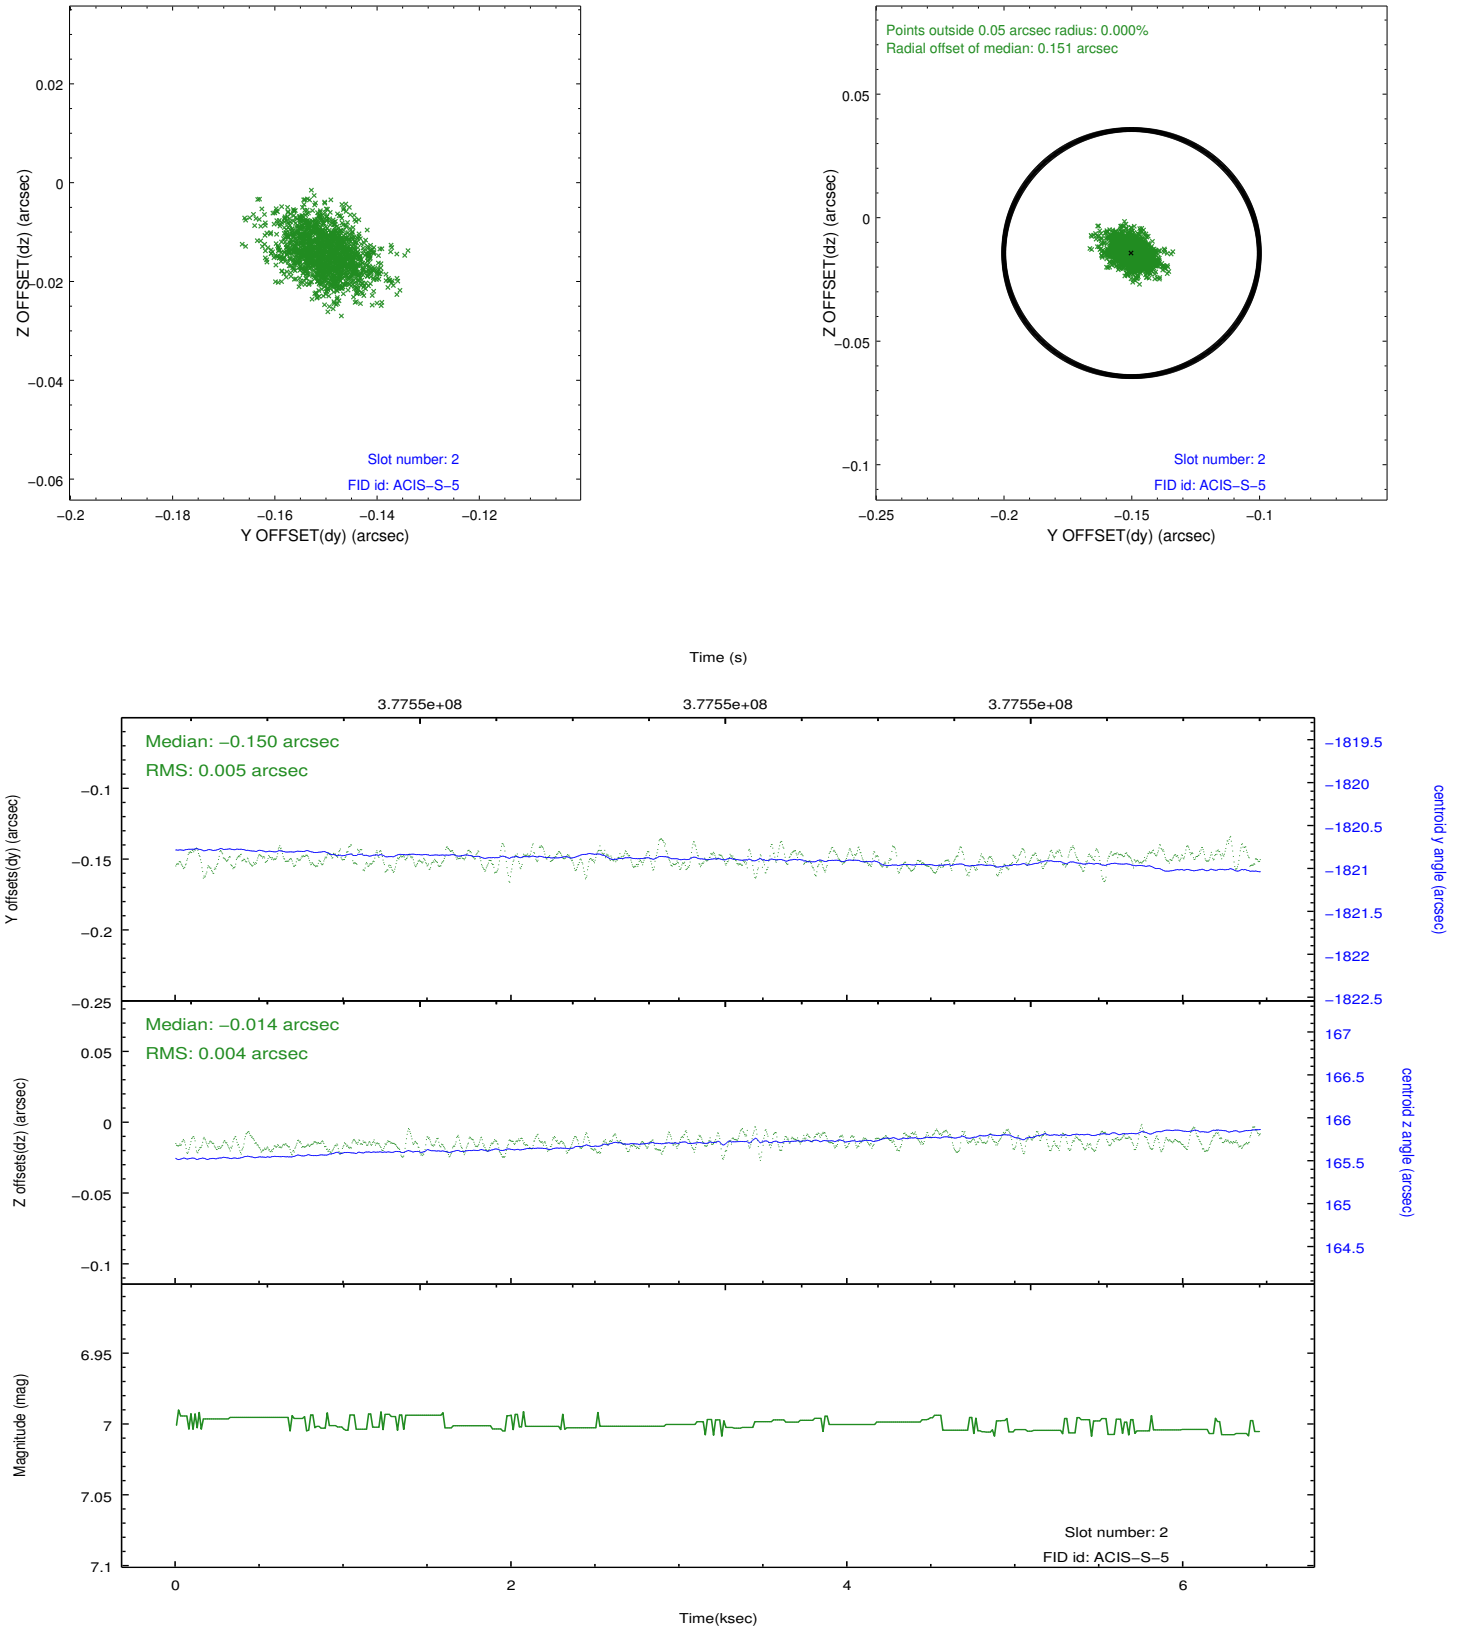 0.02
0
−0.02
−0.04
−0.06
Z OFFSET(dz) (arcsec)
Slot number: 2
FID id: ACIS−S−5
−0.2
−0.18
−0.16
−0.14
−0.12
Y OFFSET(dy) (arcsec)
Points outside 0.05 arcsec radius: 0.000%
Radial offset of median: 0.151 arcsec
0.05
0
−0.05
−0.1
Z OFFSET(dz) (arcsec)
Slot number: 2
FID id: ACIS−S−5
−0.25
−0.2
−0.15
−0.1
Y OFFSET(dy) (arcsec)
Time (s)
3.7755e+08
3.7755e+08
3.7755e+08
Median: −0.150 arcsec
RMS: 0.005 arcsec
−0.1
−0.15
−0.2
−0.25
Y offsets(dy) (arcsec)
−1819.5
−1820
−1820.5
−1821
−1821.5
−1822
−1822.5
centroid y angle (arcsec)
Median: −0.014 arcsec
RMS: 0.004 arcsec
0.05
0
−0.05
−0.1
Z offsets(dz) (arcsec)
167
166.5
166
165.5
165
164.5
centroid z angle (arcsec)
6.95
7
7.05
7.1
Magnitude (mag)
Slot number: 2
FID id: ACIS−S−5
0
2
4
6
Time(ksec)